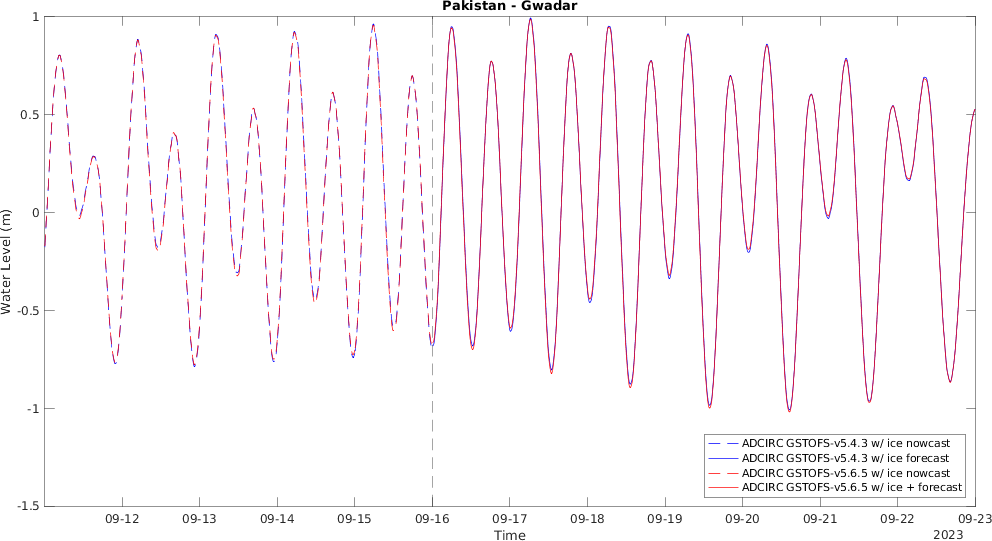 Pakistan - Gwadar
Water Level (m)
1
0.5
0
-0.5
-1
-1.5
09-12
09-13
09-14
09-15
09-16
09-17
09-18
09-19
09-20
09-21
09-22
09-23
Time
2023
ADCIRC GSTOFS-v5.4.3 w/ ice nowcast
ADCIRC GSTOFS-v5.4.3 w/ ice forecast
ADCIRC GSTOFS-v5.6.5 w/ ice nowcast
ADCIRC GSTOFS-v5.6.5 w/ ice + forecast